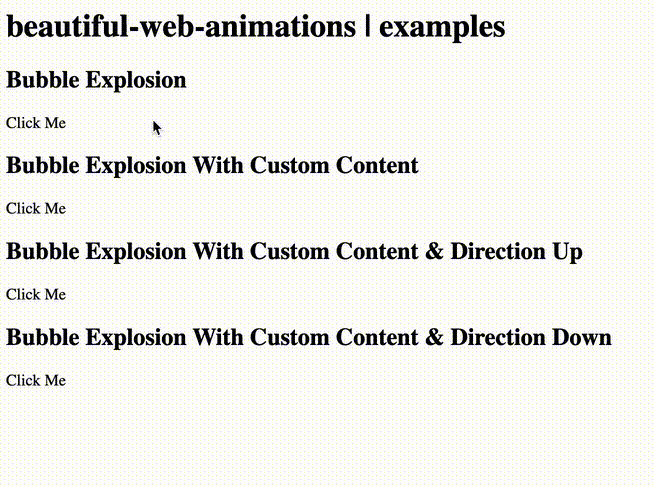 beautiful-web-animations | examples
Bubble Explosion
Click Me
Bubble Explosion With Custom Content
Click Me
Bubble Explosion With Custom Content & Direction Up
Click Me
Bubble Explosion With Custom Content & Direction Down
Click Me